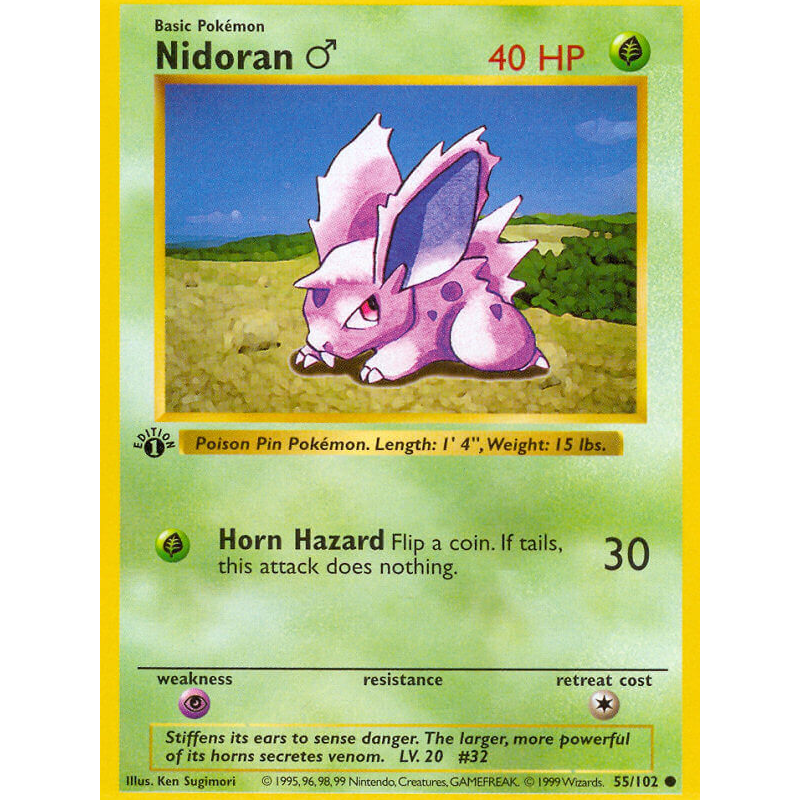 Basic Pokémon
Nidoran ♂ 40 HP
EDITION 1
Poison Pin Pokémon. Length: 1' 4", Weight: 15 lbs.
Horn Hazard Flip a coin. If tails,
this attack does nothing. 30
weakness resistance retreat cost
Stiffens its ears to sense danger. The larger, more powerful
of its horns secretes venom. LV. 20 #32
Illus. Ken Sugimori © 1995, 96, 98, 99 Nintendo, Creatures, GAMEFREAK. © 1999 Wizards. 55/102 ●